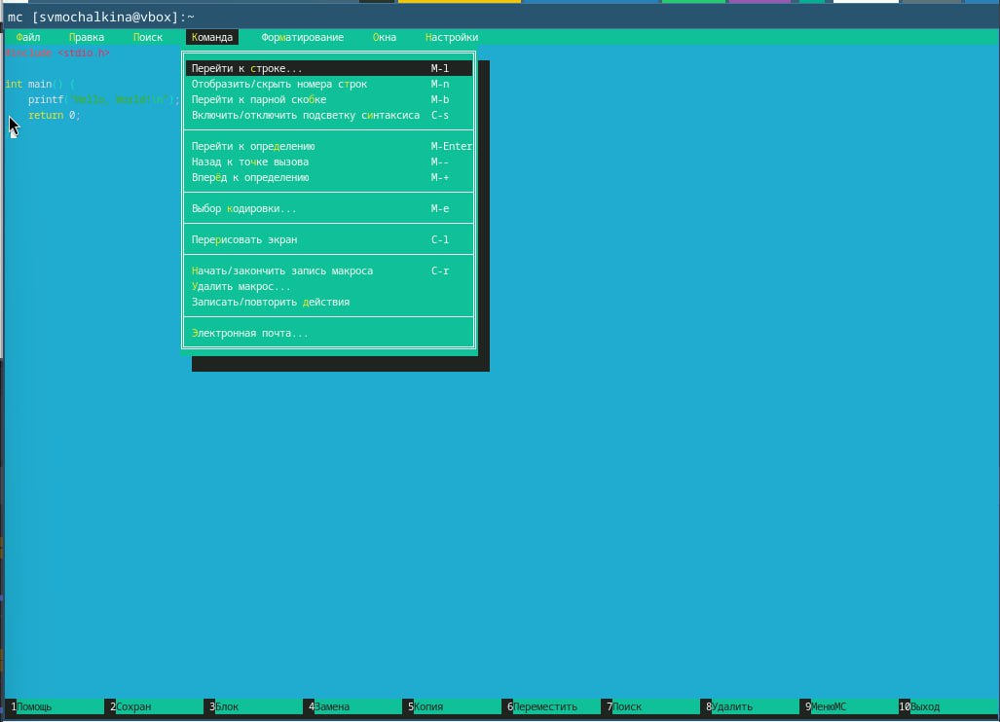 mc [svmochalkina@vbox]:~
Файл Правка Поиск Команда Форматирование Окна Настройки
#include <stdio.h>
int main() {
printf("Hello, World!\n");
return 0;
Перейти к строке... M-l
Отобразить/скрыть номера строк M-n
Перейти к парной скобке M-b
Включить/отключить подсветку синтаксиса C-s
Перейти к определению M-Enter
Назад к точке вызова M--
Вперёд к определению M-+
Выбор кодировки... M-e
Перерисовать экран C-l
Начать/закончить запись макроса C-r
Удалить макрос...
Записать/повторить действия
Электронная почта...
1Помощь 2Сохран 3Блок 4Замена 5Копия 6Переместить 7Поиск 8Удалить 9МенюMC 10Выход